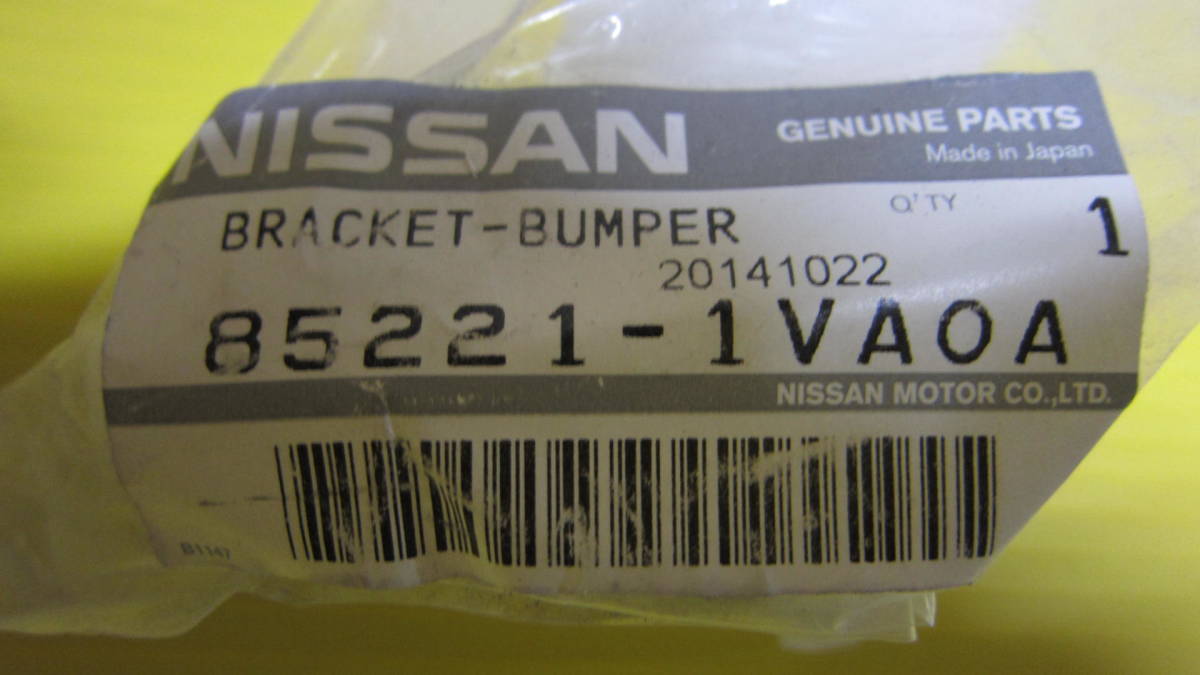 NISSAN
GENUINE PARTS
Made in Japan
BRACKET-BUMPER
Q'TY
1
20141022
85221-1VA0A
NISSAN MOTOR CO.,LTD.
B1147